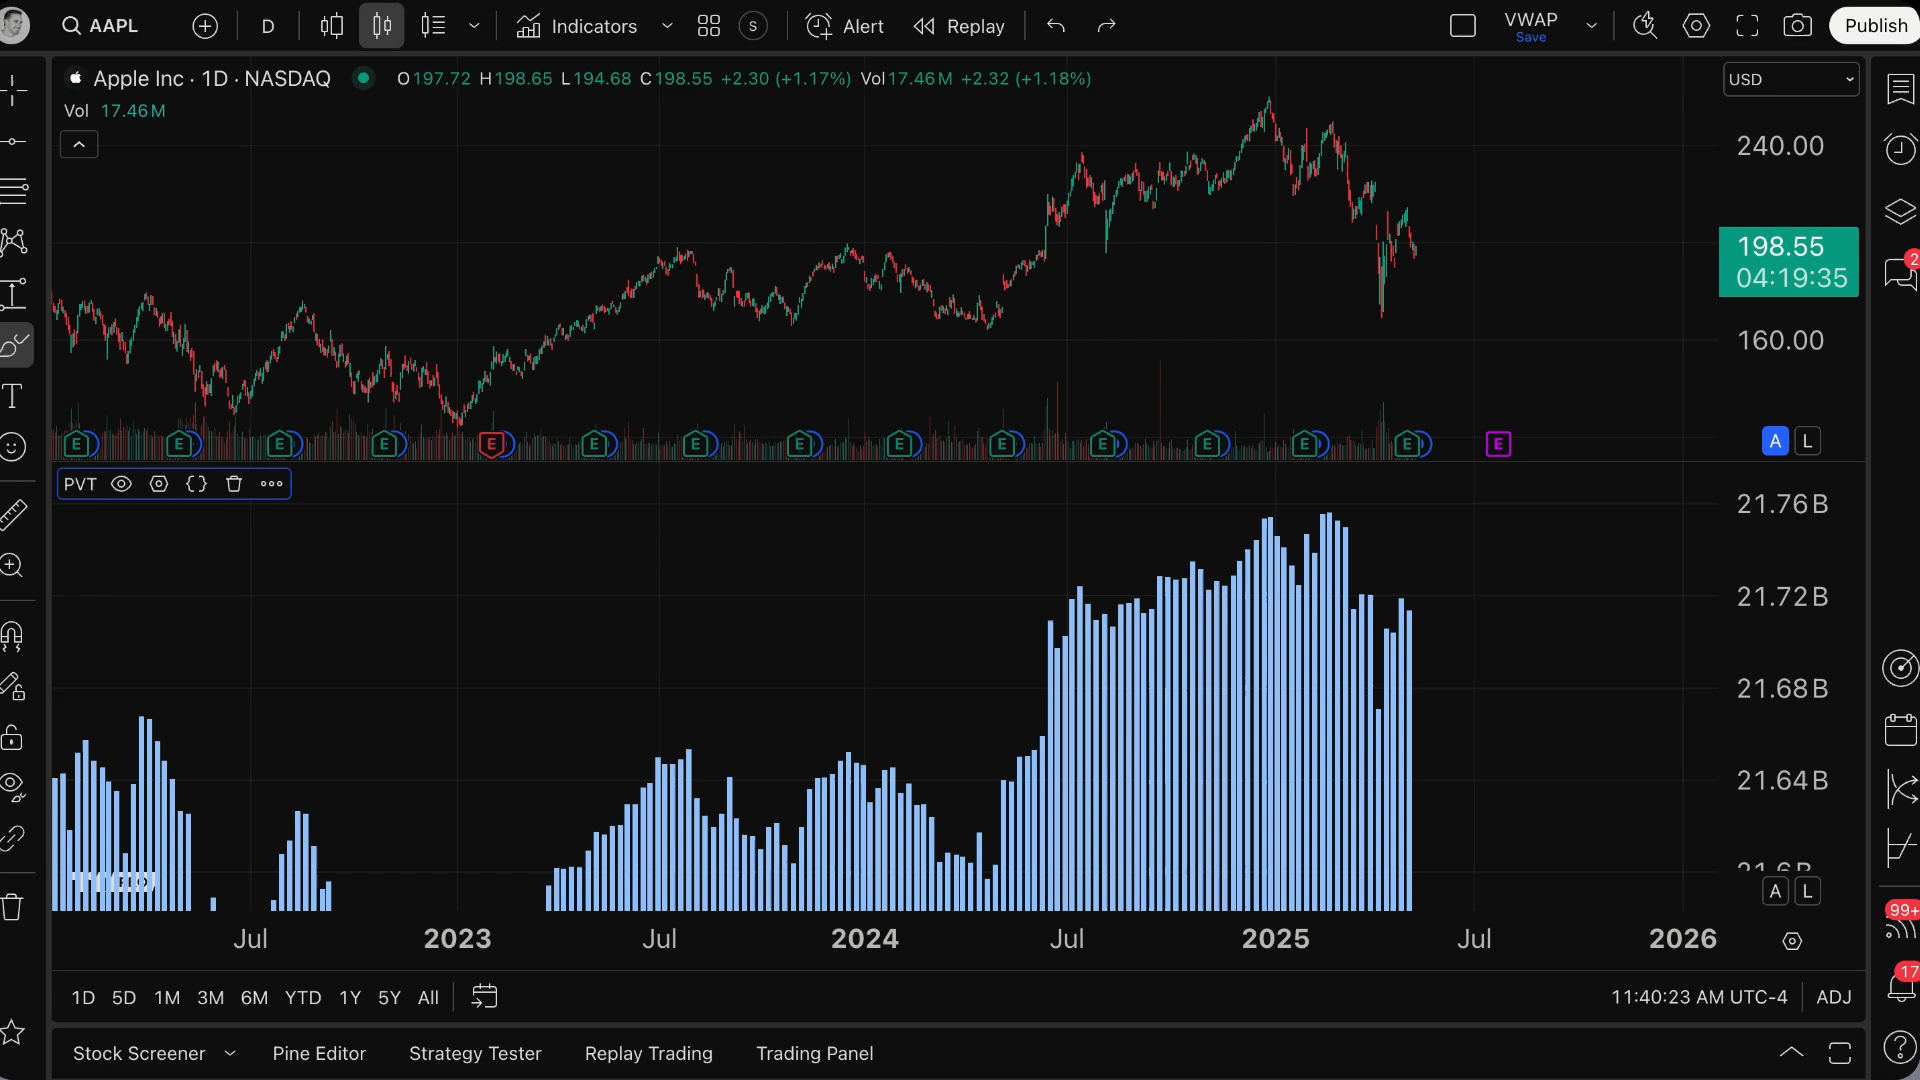 AAPL D Indicators S Alert Replay VWAP Save Publish
Apple Inc · 1D · NASDAQ O197.72 H198.65 L194.68 C198.55 +2.30 (+1.17%) Vol17.46M +2.32 (+1.18%) USD
Vol 17.46M
240.00
198.55
04:19:35
2
160.00
E E E E E E E E E E E E E E E A L
PVT
21.76B
21.72B
21.68B
21.64B
A L
99+
Jul 2023 Jul 2024 Jul 2025 Jul 2026
17
1D 5D 1M 3M 6M YTD 1Y 5Y All 11:40:23 AM UTC-4 ADJ
Stock Screener Pine Editor Strategy Tester Replay Trading Trading Panel